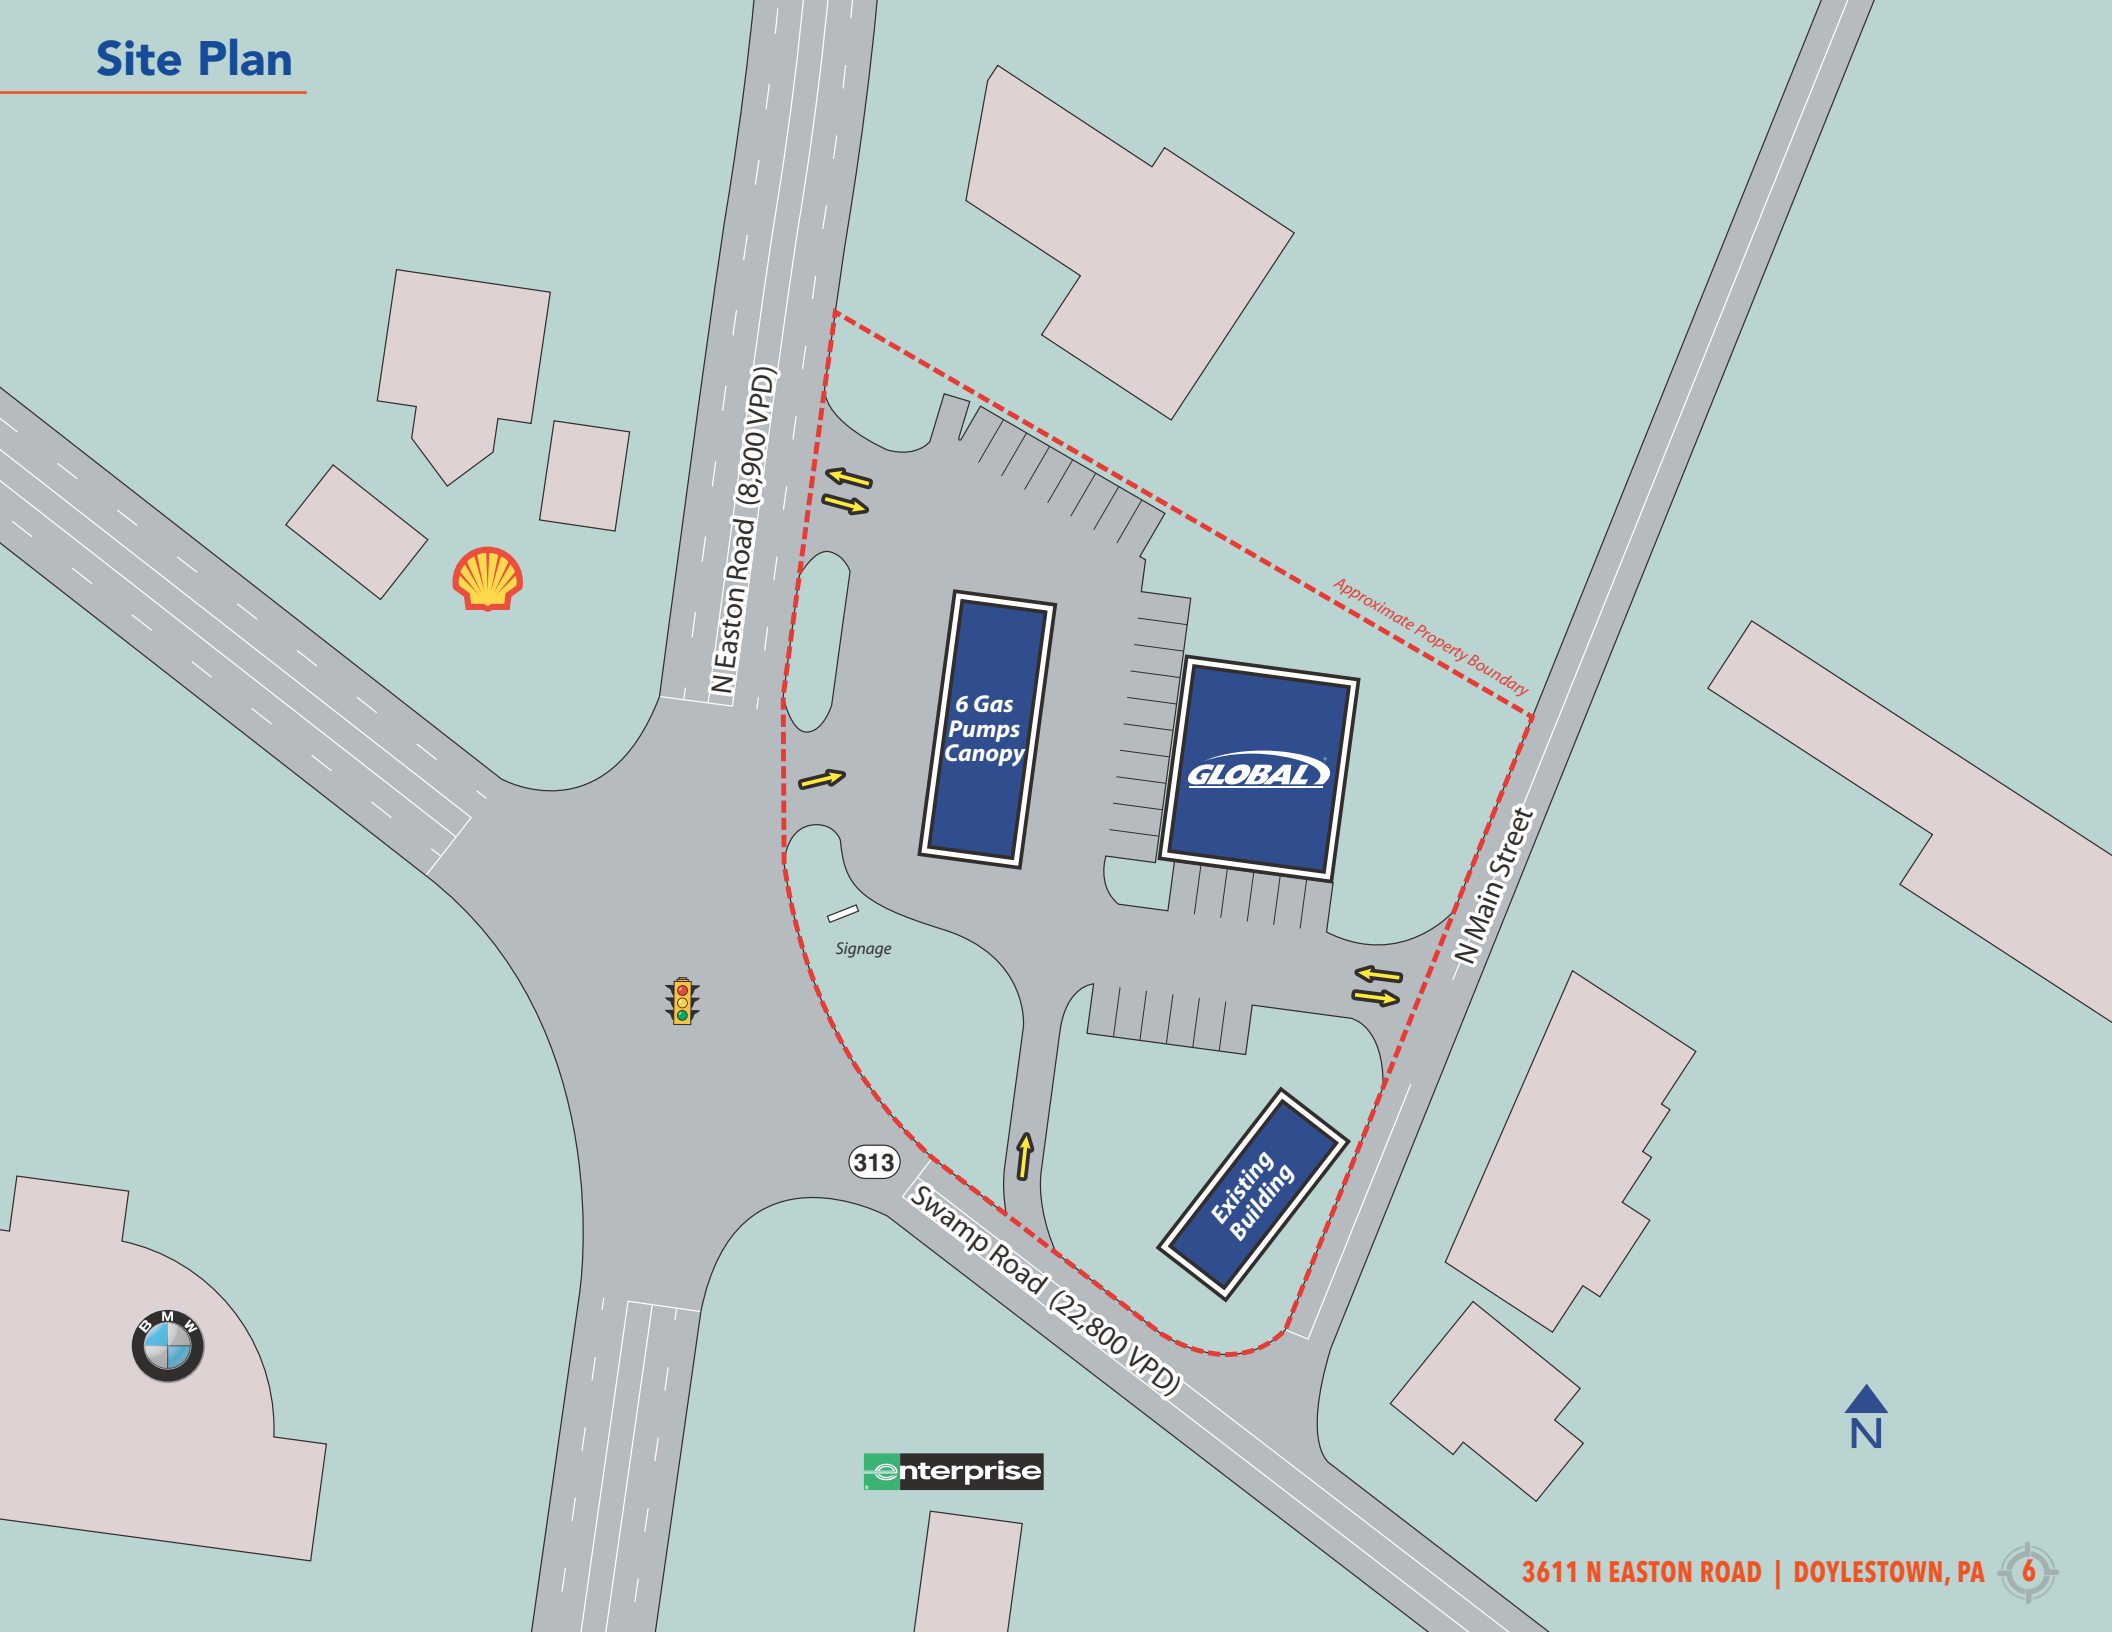 Site Plan
N Easton Road (8,900 VPD)
Approximate Property Boundary
6 Gas
Pumps
Canopy
GLOBAL
N Main Street
Signage
313
Swamp Road (22,800 VPD)
Existing
Building
BMW
enterprise
N
3611 N EASTON ROAD | DOYLESTOWN, PA 6